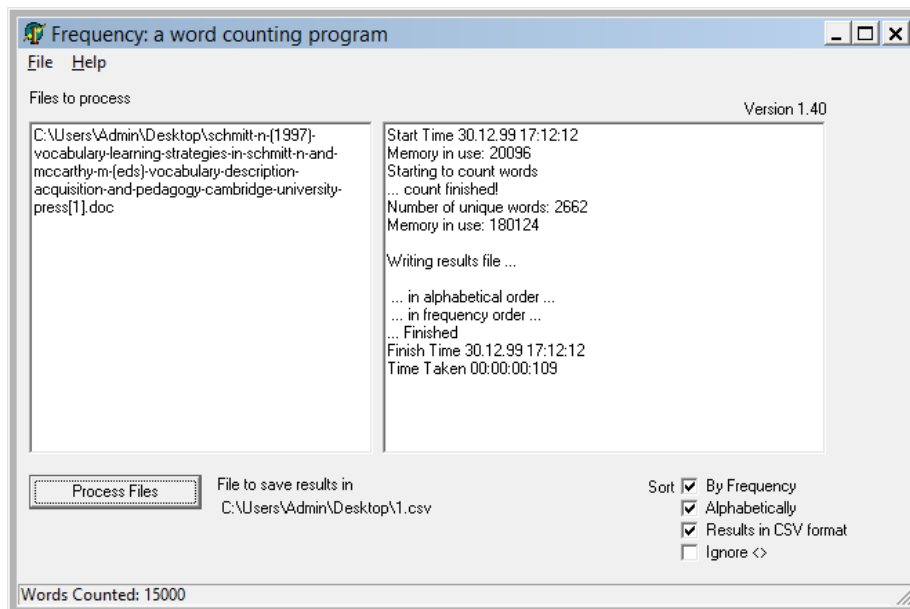 Frequency: a word counting program
File Help
Files to process
Version 1.40
C:\Users\Admin\Desktop\schmitt-n-(1997)-
vocabulary-learning-strategies-in-schmitt-n-and-
mccarthy-m-(eds)-vocabulary-description-
acquisition-and-pedagogy-cambridge-university-
press[1].doc
Start Time 30.12.99 17:12:12
Memory in use: 20096
Starting to count words
... count finished!
Number of unique words: 2662
Memory in use: 180124
Writing results file ...
... in alphabetical order ...
... in frequency order ...
... Finished
Finish Time 30.12.99 17:12:12
Time Taken 00:00:00:109
Process Files
File to save results in
C:\Users\Admin\Desktop\1.csv
Sort By Frequency
Alphabetically
Results in CSV format
Ignore <>
Words Counted: 15000